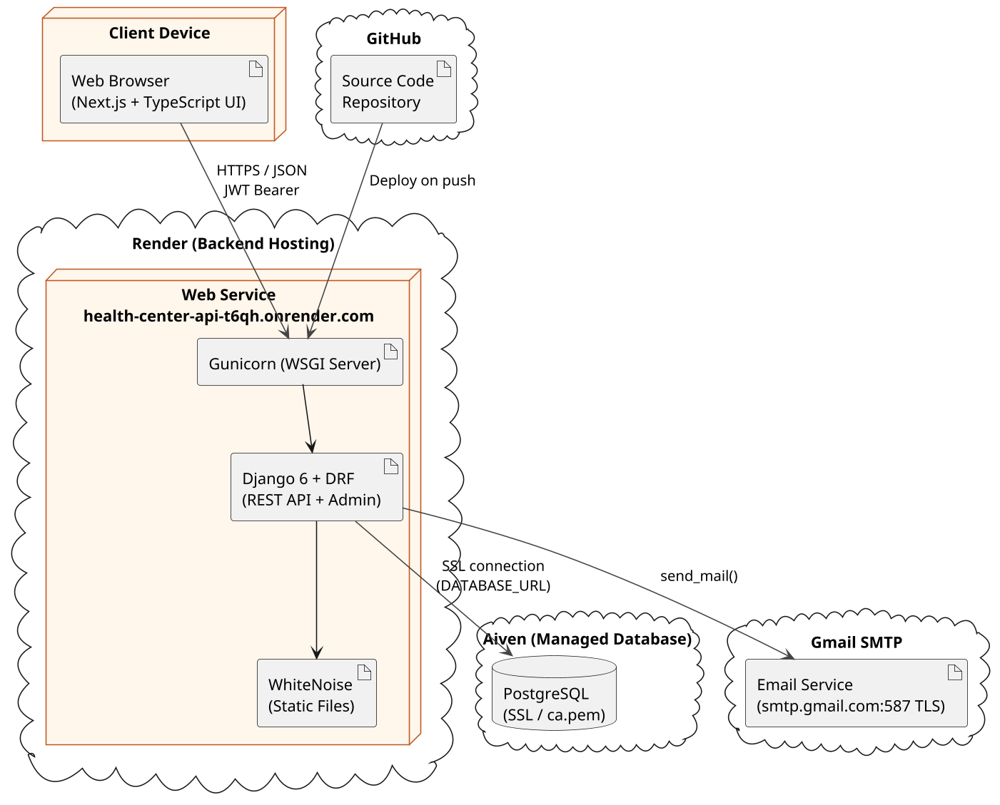 Client Device
Web Browser
(Next.js + TypeScript UI)
GitHub
Source Code
Repository
HTTPS / JSON
JWT Bearer
Deploy on push
Render (Backend Hosting)
Web Service
health-center-api-t6qh.onrender.com
Gunicorn (WSGI Server)
Django 6 + DRF
(REST API + Admin)
SSL connection
(DATABASE_URL)
send_mail()
WhiteNoise
(Static Files)
Aiven (Managed Database)
PostgreSQL
(SSL / ca.pem)
Gmail SMTP
Email Service
(smtp.gmail.com:587 TLS)